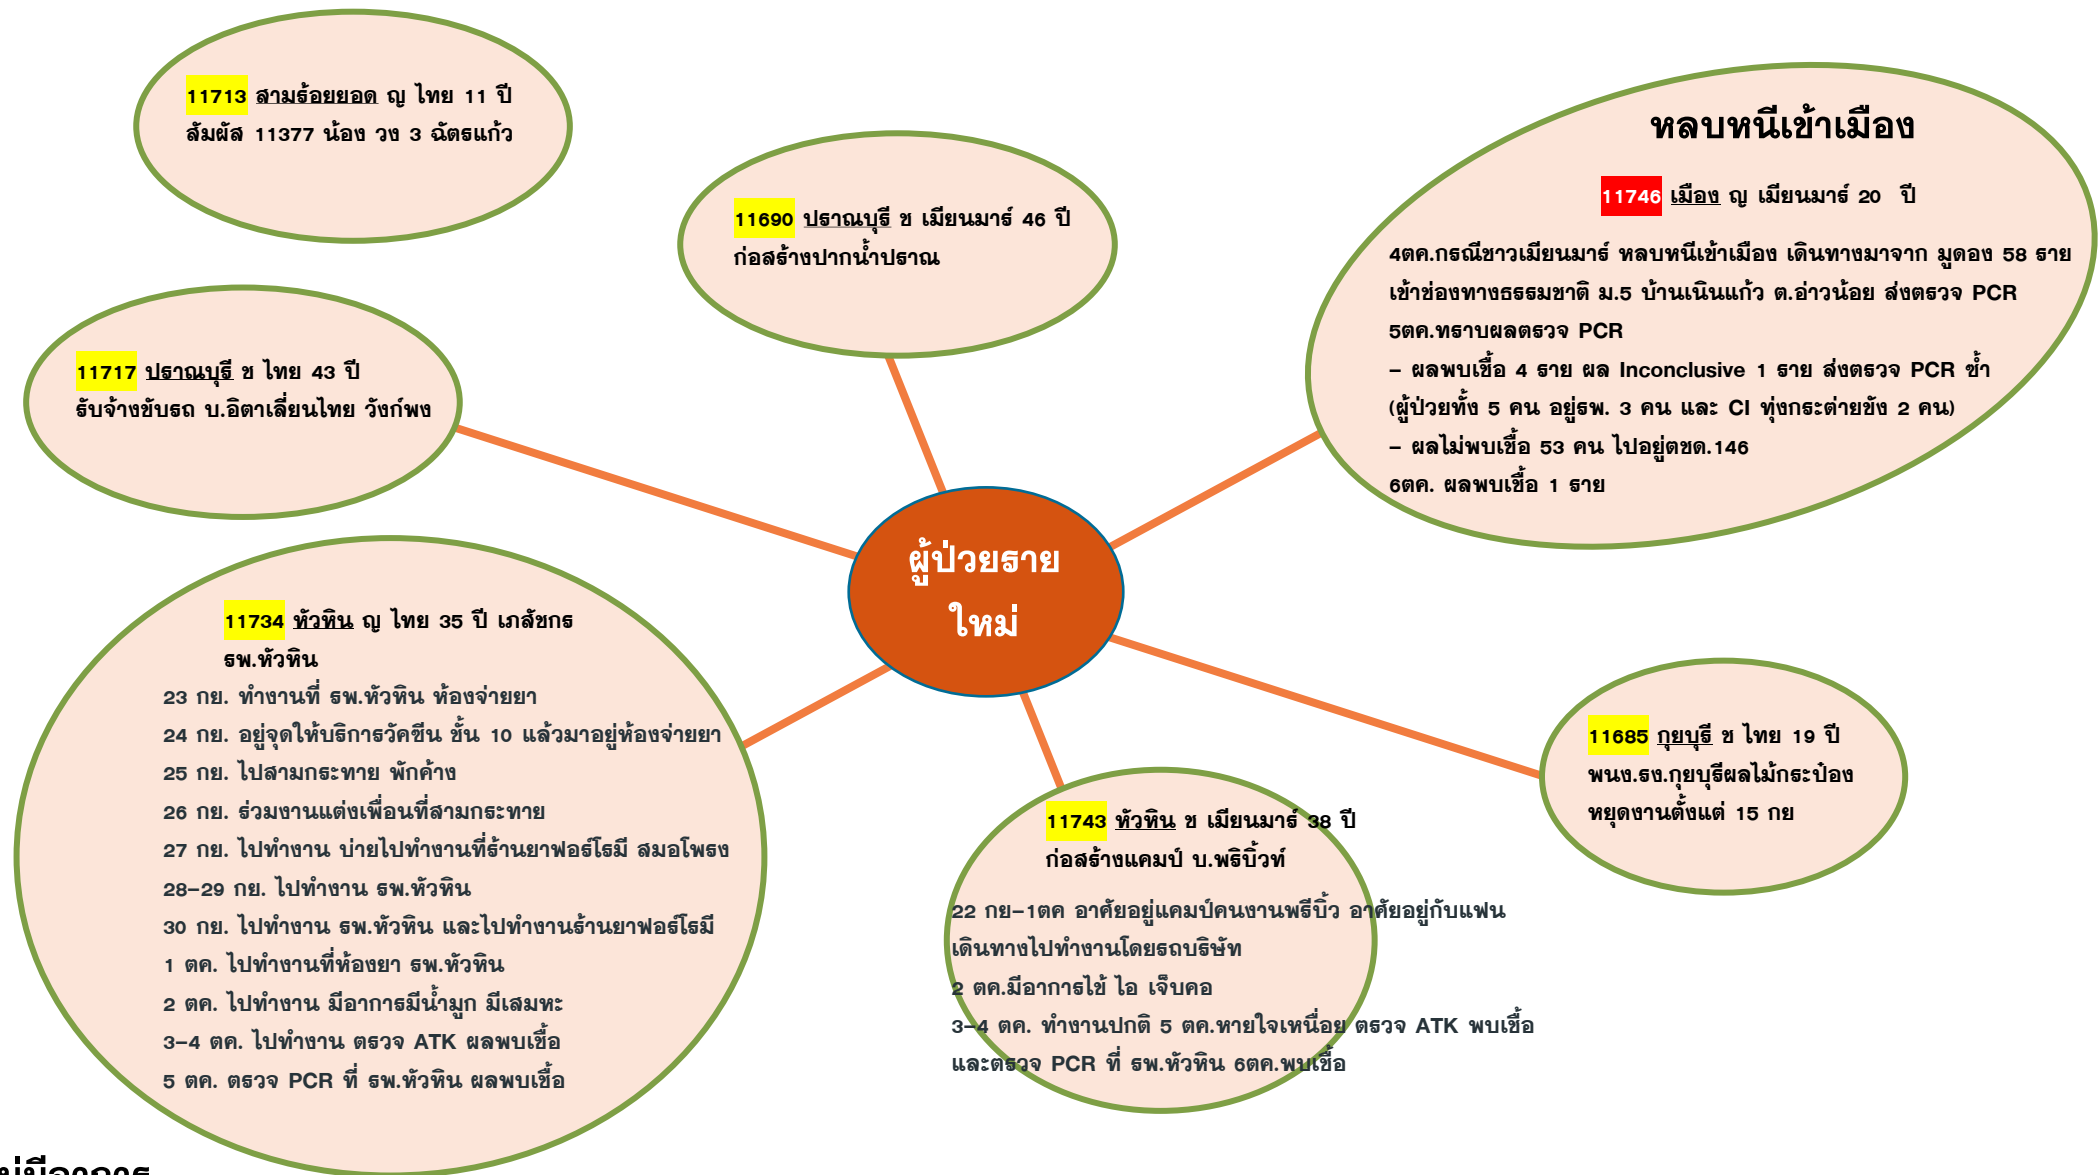 11713 สามร้อยยอด ญ ไทย 11 ปี
สัมผัส 11377 น้อง วง 3 ฉัตรแก้ว
11690 ปราณบุรี ช เมียนมาร์ 46 ปี
ก่อสร้างปากน้ำปราณ
หลบหนีเข้าเมือง
11746 เมือง ญ เมียนมาร์ 20 ปี
4ตค.กรณีชาวเมียนมาร์ หลบหนีเข้าเมือง เดินทางมาจาก มูดอง 58 ราย
เข้าช่องทางธรรมชาติ ม.5 บ้านเนินแก้ว ต.อ่าวน้อย ส่งตรวจ PCR
5ตค.ทราบผลตรวจ PCR
- ผลพบเชื้อ 4 ราย ผล Inconclusive 1 ราย ส่งตรวจ PCR ซ้ำ
(ผู้ป่วยทั้ง 5 คน อยู่รพ. 3 คน และ CI ทุ่งกระต่ายขัง 2 คน)
- ผลไม่พบเชื้อ 53 คน ไปอยู่ตชด.146
6ตค. ผลพบเชื้อ 1 ราย
11717 ปราณบุรี ช ไทย 43 ปี
รับจ้างขับรถ บ.อิตาเลี่ยนไทย วังก์พง
ผู้ป่วยราย
ใหม่
11734 หัวหิน ญ ไทย 35 ปี เภสัชกร
รพ.หัวหิน
23 กย. ทำงานที่ รพ.หัวหิน ห้องจ่ายยา
24 กย. อยู่จุดให้บริการวัคซีน ชั้น 10 แล้วมาอยู่ห้องจ่ายยา
25 กย. ไปสามกระทาย พักค้าง
26 กย. ร่วมงานแต่งเพื่อนที่สามกระทาย
27 กย. ไปทำงาน บ่ายไปทำงานที่ร้านยาฟอร์โรมี สมอโพรง
28-29 กย. ไปทำงาน รพ.หัวหิน
30 กย. ไปทำงาน รพ.หัวหิน และไปทำงานร้านยาฟอร์โรมี
1 ตค. ไปทำงานที่ห้องยา รพ.หัวหิน
2 ตค. ไปทำงาน มีอาการมีน้ำมูก มีเสมหะ
3-4 ตค. ไปทำงาน ตรวจ ATK ผลพบเชื้อ
5 ตค. ตรวจ PCR ที่ รพ.หัวหิน ผลพบเชื้อ
11743 หัวหิน ช เมียนมาร์ 38 ปี
ก่อสร้างแคมป์ บ.พริบิ้วท์
22 กย-1ตค อาศัยอยู่แคมป์คนงานพรีบิ้ว อาศัยอยู่กับแฟน
เดินทางไปทำงานโดยรถบริษัท
2 ตค.มีอาการไข้ ไอ เจ็บคอ
3-4 ตค. ทำงานปกติ 5 ตค.หายใจเหนื่อย ตรวจ ATK พบเชื้อ
และตรวจ PCR ที่ รพ.หัวหิน 6ตค.พบเชื้อ
11685 กุยบุรี ช ไทย 19 ปี
พนง.รง.กุยบุรีผลไม้กระป๋อง
หยุดงานตั้งแต่ 15 กย